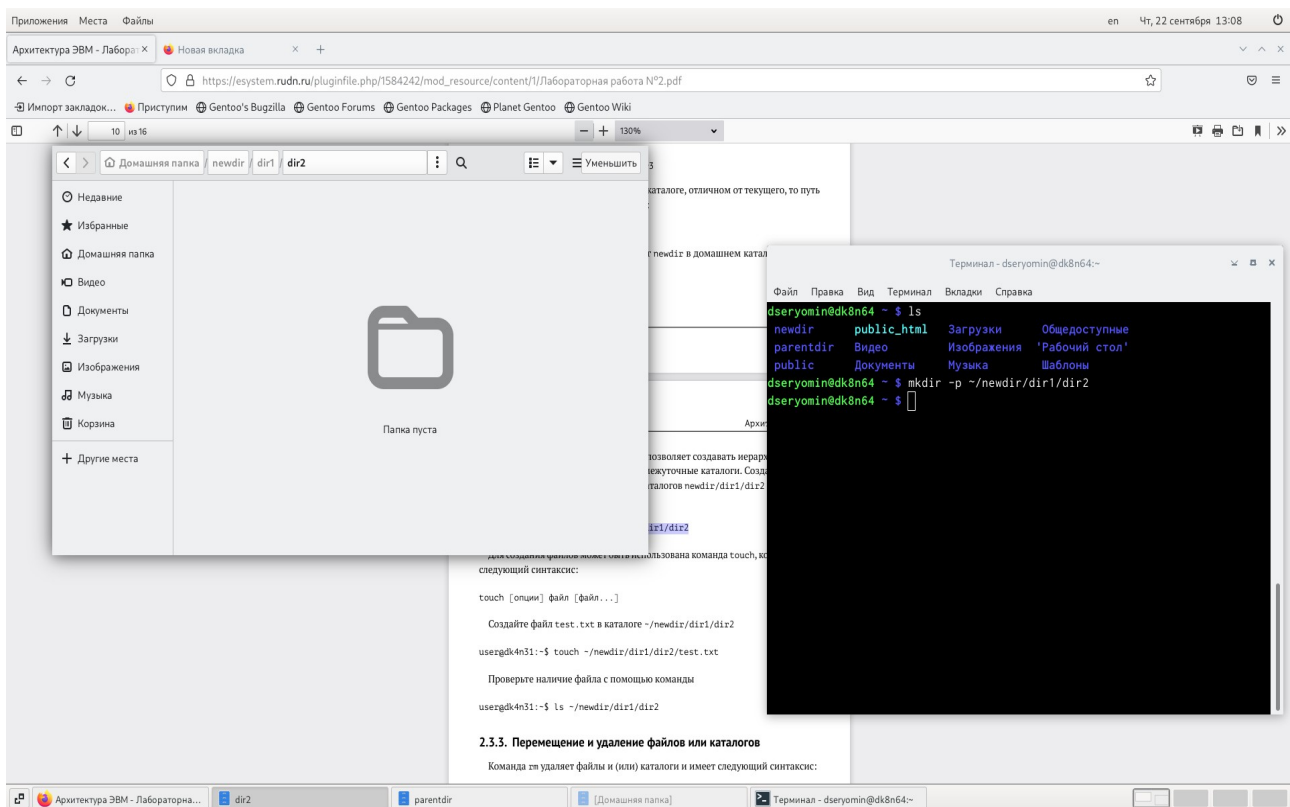 Приложения Места Файлы
en Чт, 22 сентября 13:08
Архитектура ЭВМ - Лаборат
Новая вкладка
https://esystem.rudn.ru/pluginfile.php/1584242/mod_resource/content/1/Лабораторная работа №2.pdf
Импорт закладок... Приступим Gentoo's Bugzilla Gentoo Forums Gentoo Packages Planet Gentoo Gentoo Wiki
10 из 16
130%
Домашняя папка / newdir / dir1 / dir2
Уменьшить
Недавние
Избранные
Домашняя папка
Видео
Документы
Загрузки
Изображения
Музыка
Корзина
Другие места
Папка пуста
3
каталоге, отличном от текущего, то путь
:
newdir в домашнем катал
Архи
позволяет создавать иерарх
межуточные каталоги. Созда
каталогов newdir/dir1/dir2
ir1/dir2
Для создания файлов может быть использована команда touch, ко
следующий синтаксис:
touch [опции] файл [файл...]
Создайте файл test.txt в каталоге ~/newdir/dir1/dir2
user@dk4n31:~$ touch ~/newdir/dir1/dir2/test.txt
Проверьте наличие файла с помощью команды
user@dk4n31:~$ ls ~/newdir/dir1/dir2
2.3.3. Перемещение и удаление файлов или каталогов
Команда rm удаляет файлы и (или) каталоги и имеет следующий синтаксис:
Терминал - dseryomin@dk8n64:~
Файл Правка Вид Терминал Вкладки Справка
dseryomin@dk8n64 ~ $ ls
newdir public_html Загрузки Общедоступные
parentdir Видео Изображения 'Рабочий стол'
public Документы Музыка Шаблоны
dseryomin@dk8n64 ~ $ mkdir -p ~/newdir/dir1/dir2
dseryomin@dk8n64 ~ $
Архитектура ЭВМ - Лабораторна...
dir2
parentdir
[Домашняя папка]
Терминал - dseryomin@dk8n64:~